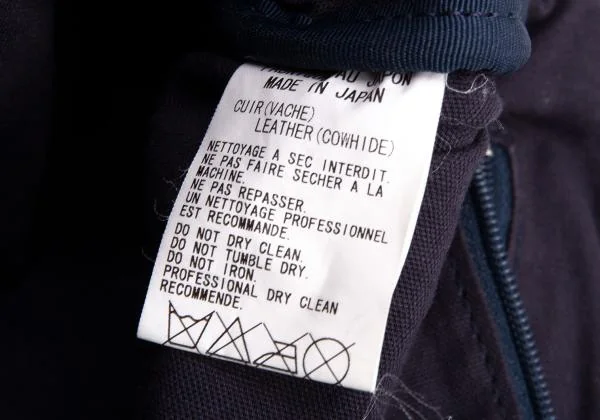 AU JAPON
MADE IN JAPAN
CUIR(VACHE)
LEATHER(COWHIDE)
NETTOYAGE A SEC INTERDIT.
NE PAS FAIRE SECHER A LA
MACHINE.
NE PAS REPASSER.
UN NETTOYAGE PROFESSIONNEL
EST RECOMMANDE.
DO NOT DRY CLEAN.
DO NOT TUMBLE DRY.
DO NOT IRON.
PROFESSIONAL DRY CLEAN
RECOMMENDE.